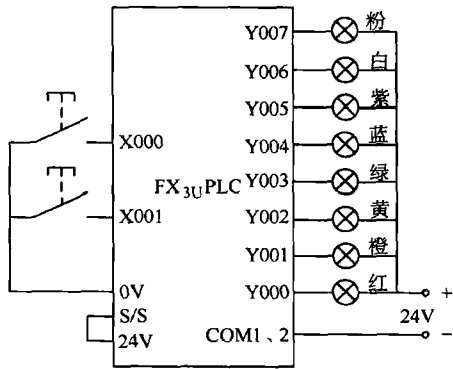 Y007
粉
Y006
白
Y005
紫
X000
Y004
蓝
FX3UPLC
Y003
绿
X001
Y002
黄
Y001
橙
0V
Y000
红
+
S/S
24V
24V
COM1、2
−